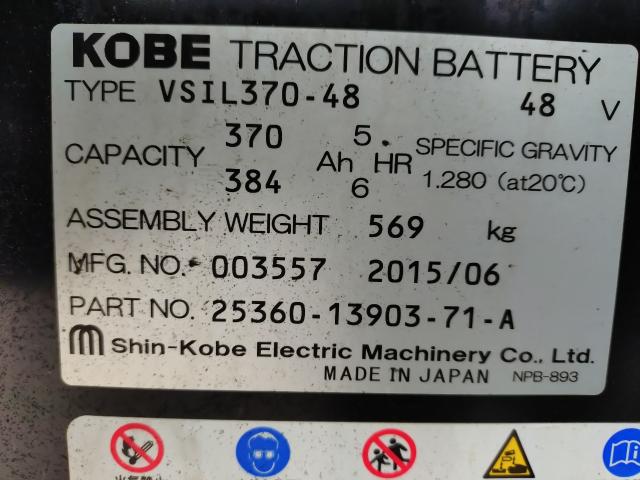 KOBE TRACTION BATTERY
TYPE VSIL370-48 48 V
CAPACITY 370 Ah 5 HR SPECIFIC GRAVITY
384 6 1.280 (at20℃)
ASSEMBLY WEIGHT 569 kg
MFG. NO. 003557 2015/06
PART NO. 25360-13903-71-A
Shin-Kobe Electric Machinery Co., Ltd.
MADE IN JAPAN NPB-893